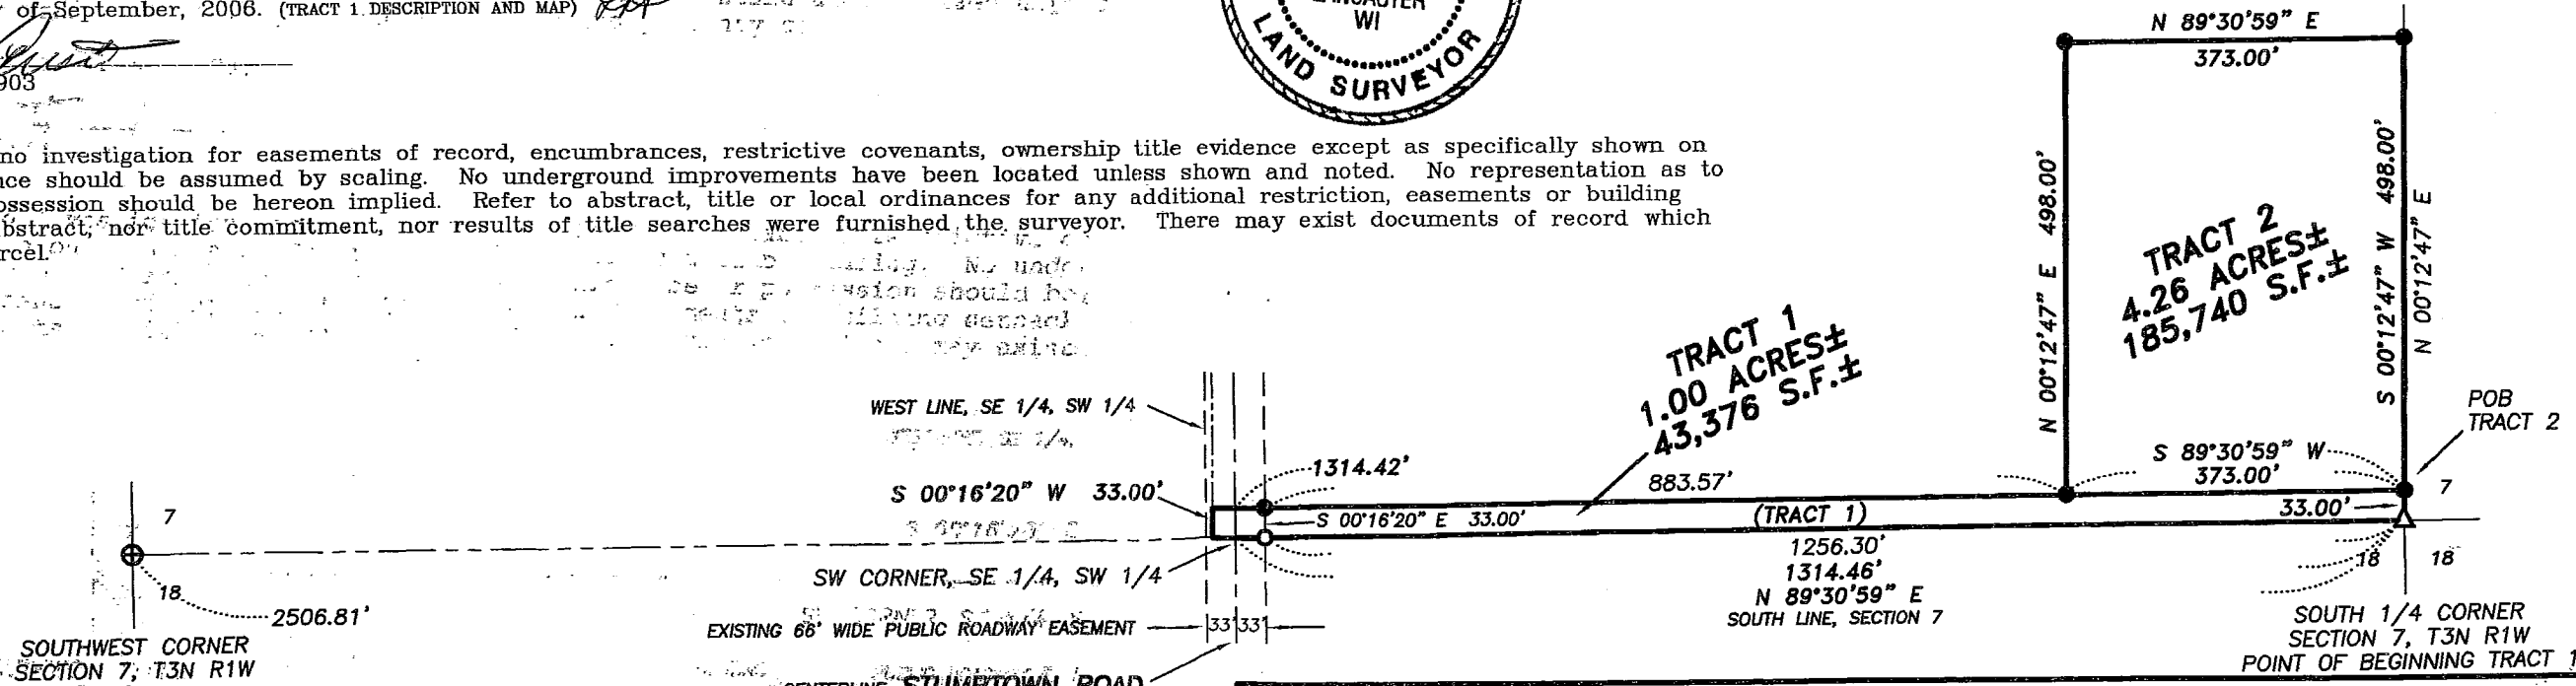 of September, 2006. (TRACT 1 DESCRIPTION AND MAP)
903
WI
LAND SURVEYOR
no investigation for easements of record, encumbrances, restrictive covenants, ownership title evidence except as specifically shown on
nce should be assumed by scaling. No underground improvements have been located unless shown and noted. No representation as to
ossession should be hereon implied. Refer to abstract, title or local ordinances for any additional restriction, easements or building
bstract, nor title commitment, nor results of title searches were furnished the surveyor. There may exist documents of record which
rcel.
N 89°30'59" E
373.00'
N 00°12'47" E 498.00'
S 00°12'47" W 498.00'
N 00°12'47" E
TRACT 2
4.26 ACRES±
185,740 S.F.±
TRACT 1
1.00 ACRES±
43,376 S.F.±
POB
TRACT 2
WEST LINE, SE 1/4, SW 1/4
1314.42'
S 00°16'20" W 33.00'
883.57'
S 89°30'59" W
373.00'
7
7
S 00°16'20" E 33.00'
(TRACT 1)
33.00'
1256.30'
1314.46'
N 89°30'59" E
SOUTH LINE, SECTION 7
18
18
18
2506.81'
SW CORNER, SE 1/4, SW 1/4
EXISTING 66' WIDE PUBLIC ROADWAY EASEMENT
33' 33'
SOUTHWEST CORNER
SECTION 7, T3N R1W
SOUTH 1/4 CORNER
SECTION 7, T3N R1W
POINT OF BEGINNING TRACT 1
CENTERLINE STUMPTOWN ROAD